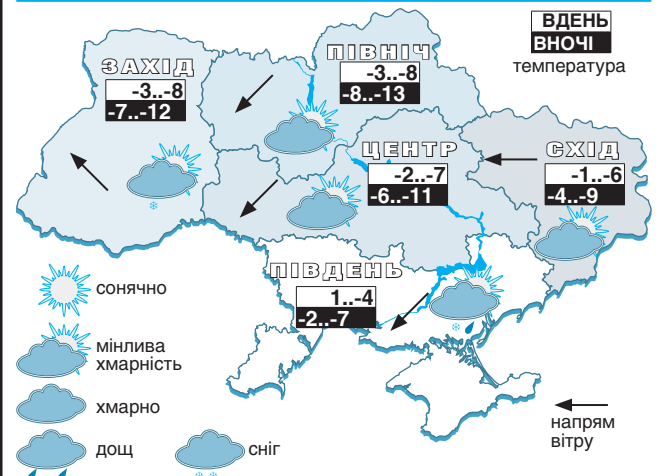 ВДЕНЬ
ВНОЧІ
температура
ЗАХІД
-3..-8
-7..-12
ПІВНІЧ
-3..-8
-8..-13
ЦЕНТР
-2..-7
-6..-11
СХІД
-1..-6
-4..-9
ПІВДЕНЬ
1..-4
-2..-7
сонячно
мінлива
хмарність
хмарно
дощ
сніг
напрям
вітру